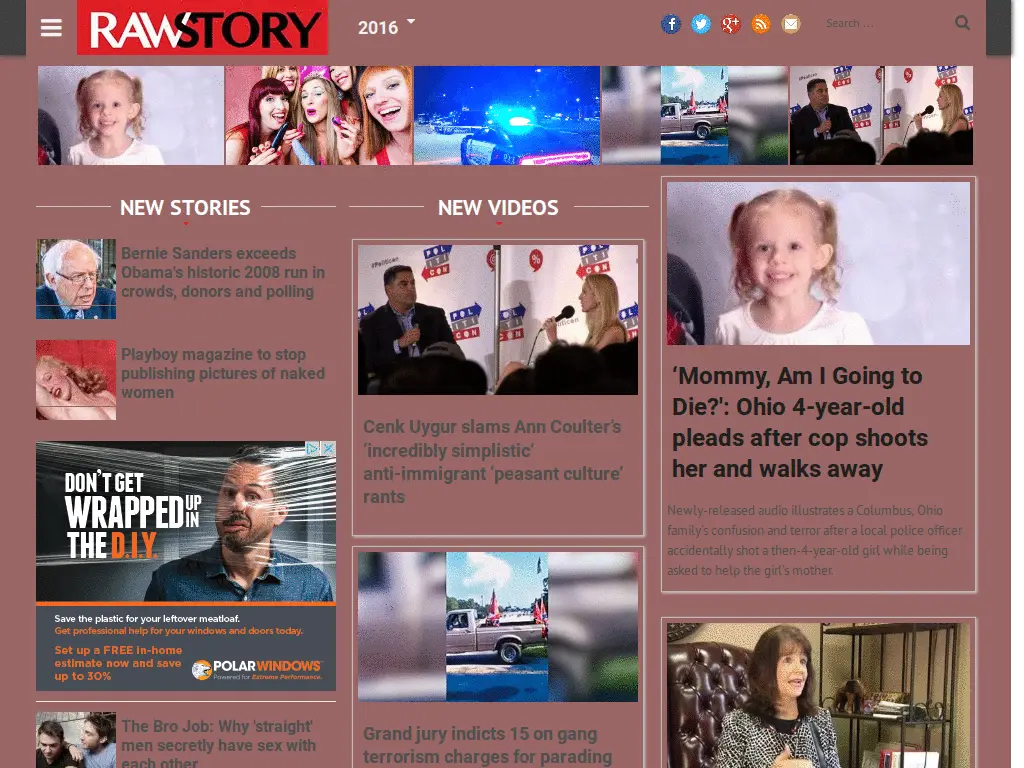 RAWSTORY
2016
Search ...
NEW STORIES
Bernie Sanders exceeds
Obama's historic 2008 run in
crowds, donors and polling
Playboy magazine to stop
publishing pictures of naked
women
DON'T GET
WRAPPED UP IN
THE D.I.Y.
Save the plastic for your leftover meatloaf.
Get professional help for your windows and doors today.
Set up a FREE in-home
estimate now and save
up to 30%
POLARWINDOWS
Powered for Extreme Performance.
The Bro Job: Why 'straight'
men secretly have sex with
each other
NEW VIDEOS
#Politicon
POLITICON
Cenk Uygur slams Ann Coulter's
'incredibly simplistic'
anti-immigrant 'peasant culture'
rants
Grand jury indicts 15 on gang
terrorism charges for parading
'Mommy, Am I Going to
Die?': Ohio 4-year-old
pleads after cop shoots
her and walks away
Newly-released audio illustrates a Columbus, Ohio
family's confusion and terror after a local police officer
accidentally shot a then-4-year-old girl while being
asked to help the girl's mother.